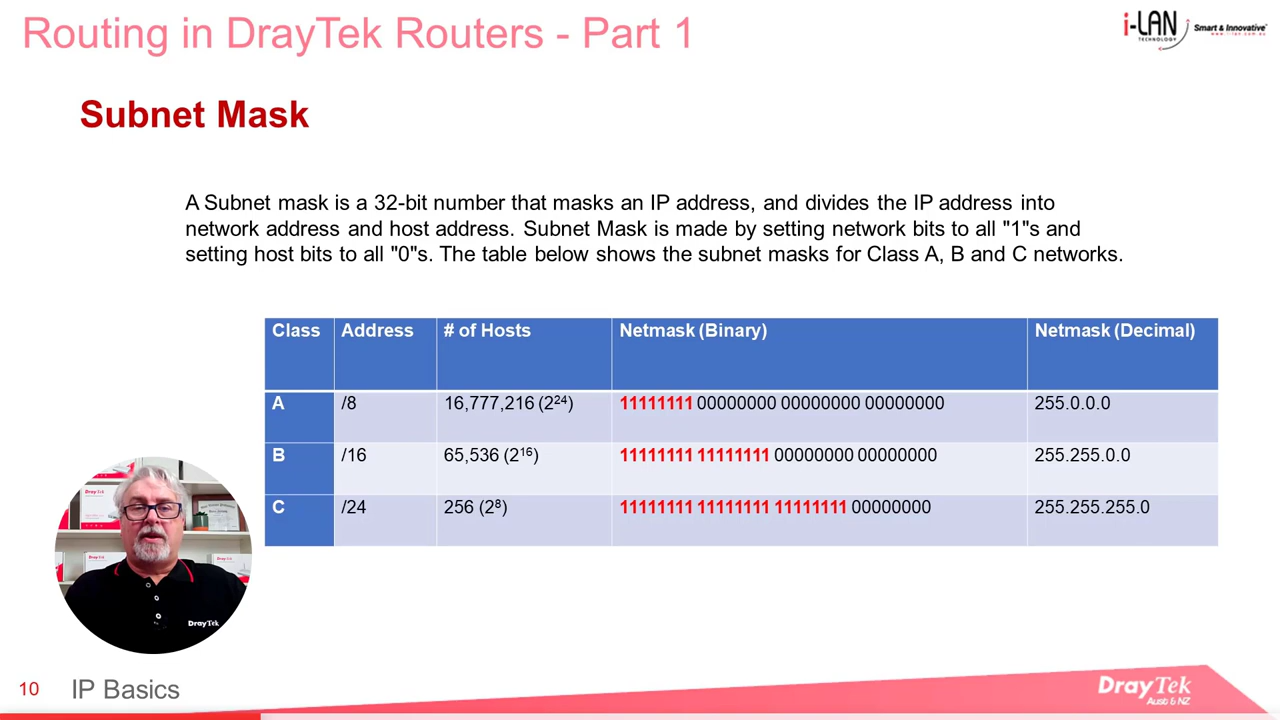 Routing in DrayTek Routers - Part 1
i-LAN
TECHNOLOGY
Smart & Innovative
Subnet Mask
A Subnet mask is a 32-bit number that masks an IP address, and divides the IP address into
network address and host address. Subnet Mask is made by setting network bits to all "1"s and
setting host bits to all "0"s. The table below shows the subnet masks for Class A, B and C networks.
Class Address # of Hosts Netmask (Binary) Netmask (Decimal)
A /8 16,777,216 (2²⁴) 11111111 00000000 00000000 00000000 255.0.0.0
B /16 65,536 (2¹⁶) 11111111 11111111 00000000 00000000 255.255.0.0
C /24 256 (2⁸) 11111111 11111111 11111111 00000000 255.255.255.0
DrayTek
DrayTek
10 IP Basics
DrayTek
Aust & NZ